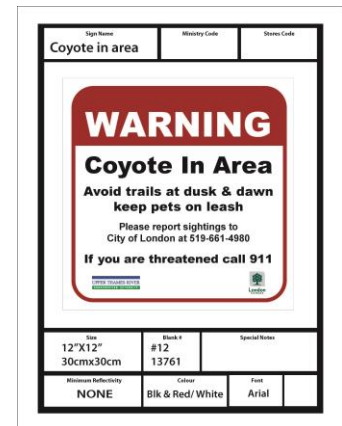 Sign Name
Coyote in area
Ministry Code
Stores Code
WARNING
Coyote In Area
Avoid trails at dusk & dawn
keep pets on leash
Please report sightings to
City of London at 519-661-4980
If you are threatened call 911
UPPER THAMES RIVER
London
Size
12"X12"
30cmx30cm
Blank #
#12
13761
Special Notes
Minimum Reflectivity
NONE
Colour
Blk & Red/ White
Font
Arial